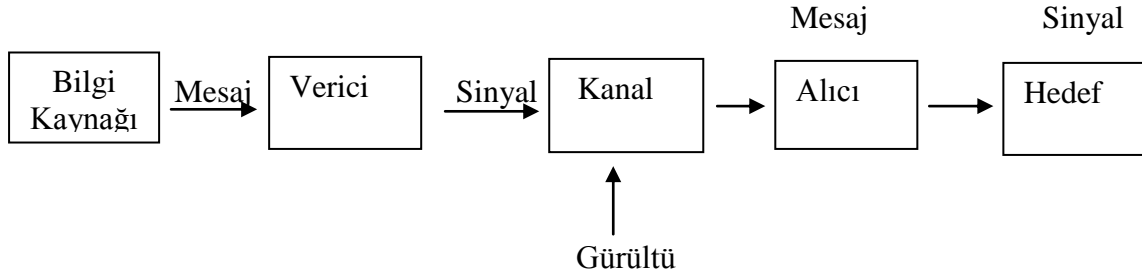 Mesaj
Sinyal
Bilgi
Kaynağı
Mesaj
Verici
Sinyal
Kanal
Alıcı
Hedef
Gürültü